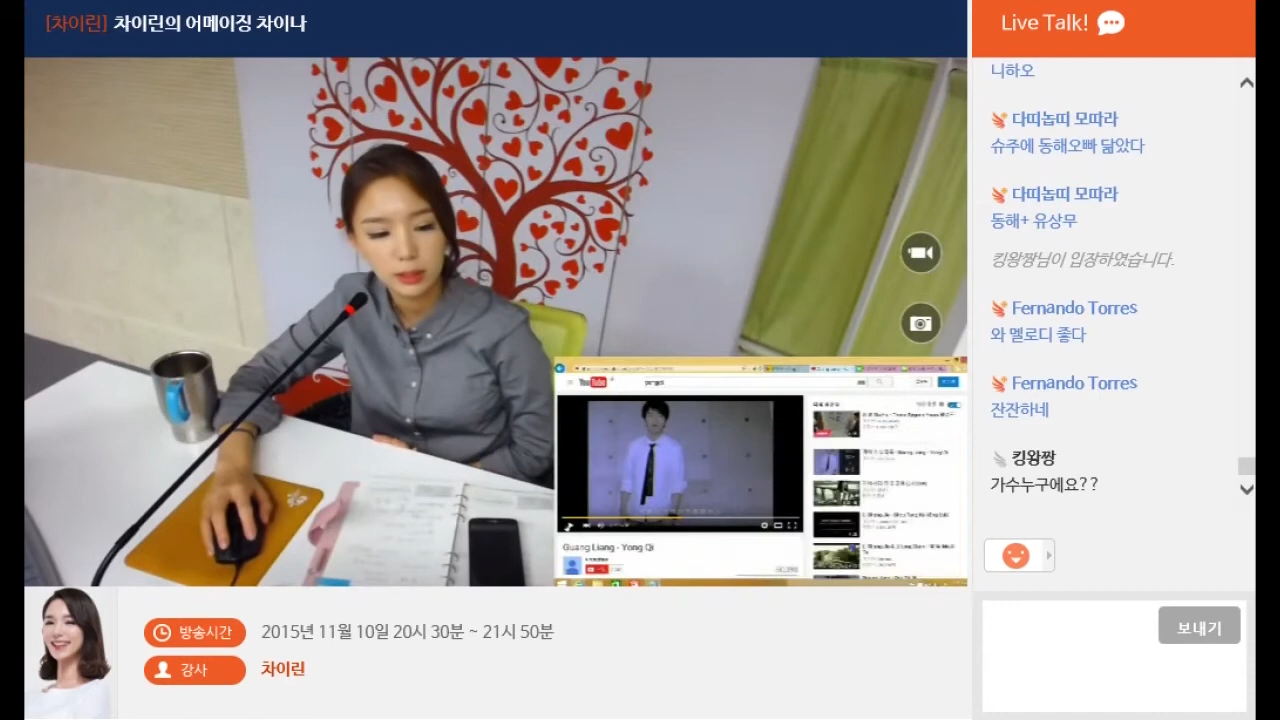 [차이린] 차이린의 어메이징 차이나
Live Talk!
니하오
다띠놉띠 모따라
슈주에 동해오빠 닮았다
다띠놉띠 모따라
동해+ 유상무
킹왕짱님이 입장하였습니다.
Fernando Torres
와 멜로디 좋다
Fernando Torres
잔잔하네
킹왕짱
가수누구에요??
보내기
YouTube
Guang Liang - Yong Qi
방송시간 2015년 11월 10일 20시 30분 ~ 21시 50분
강사 차이린